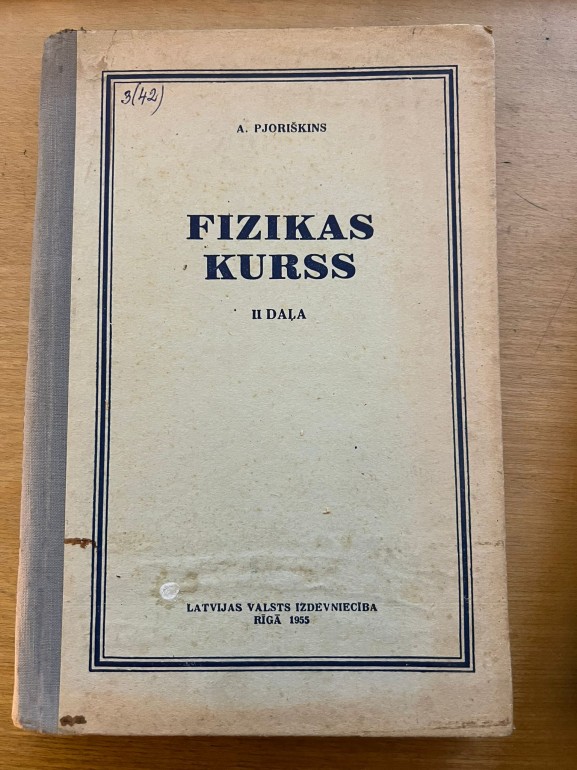 3(42)
A. PJORIŠKINS
FIZIKAS
KURSS
II DAĻA
LATVIJAS VALSTS IZDEVNIECĪBA
RĪGĀ 1955